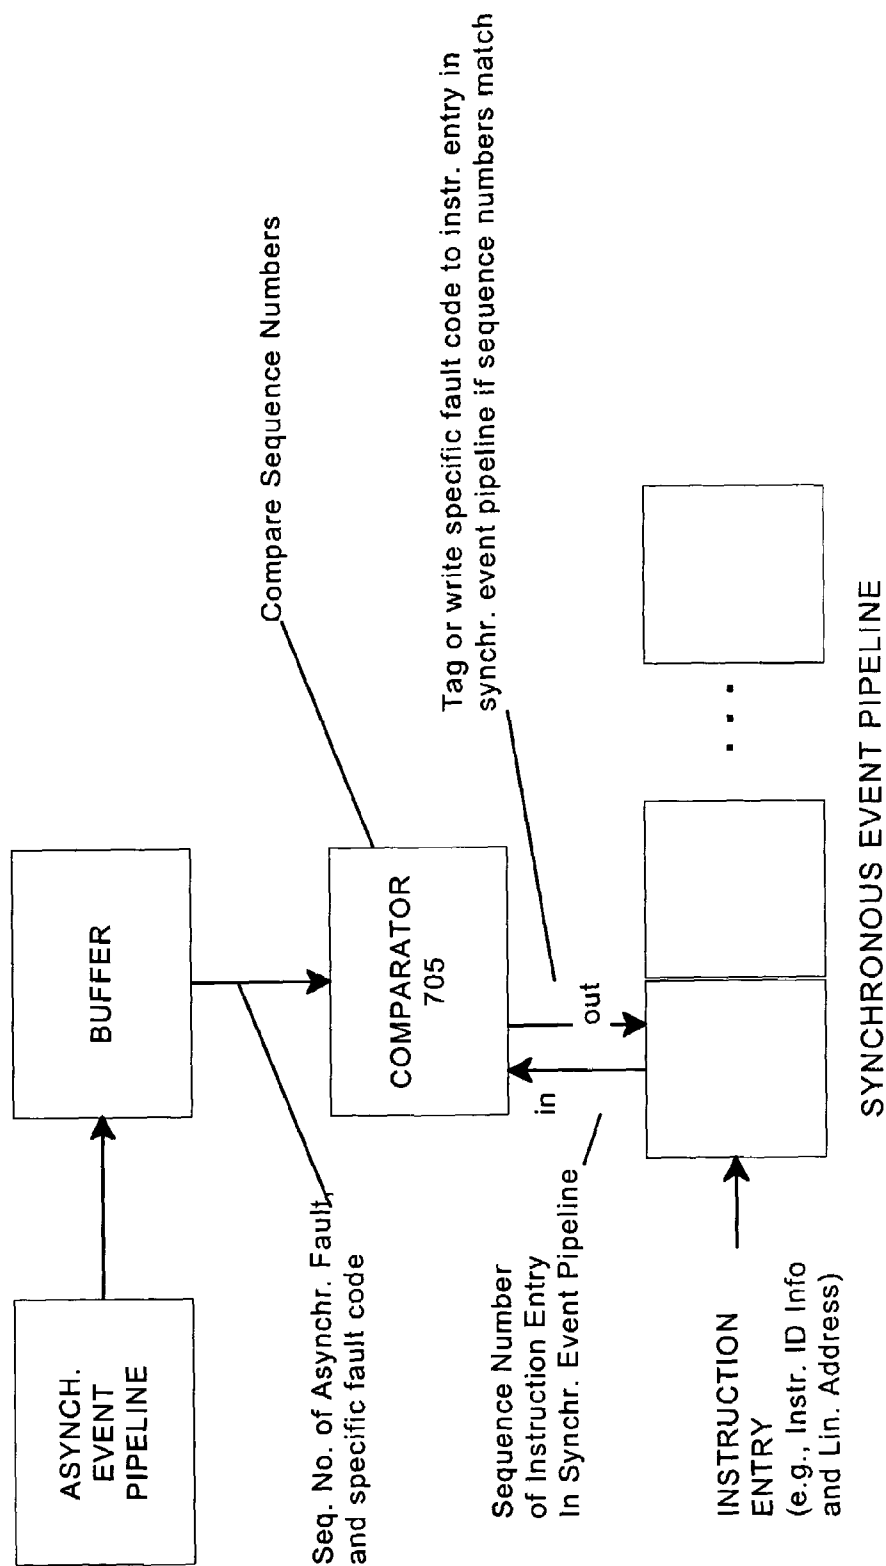 ASYNCH.
EVENT
PIPELINE
BUFFER
Seq. No. of Asynchr. Fault,
and specific fault code
COMPARATOR
705
Compare Sequence Numbers
in
out
Sequence Number
of Instruction Entry
In Synchr. Event Pipeline
Tag or write specific fault code to instr. entry in
synchr. event pipeline if sequence numbers match
INSTRUCTION
ENTRY
(e.g., Instr. ID Info
and Lin. Address)
. . .
SYNCHRONOUS EVENT PIPELINE